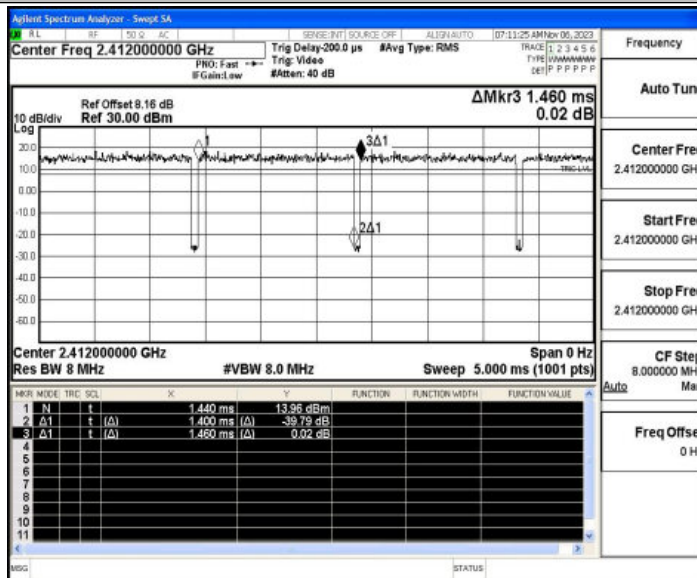 Agilent Spectrum Analyzer - Swept SA
RL RF 50 Ω AC SENSE:INT SOURCE OFF ALIGN AUTO 07:11:25 AM Nov 06, 2023
Center Freq 2.412000000 GHz
PNO: Fast
IFGain:Low
Trig Delay-200.0 µs
Trig: Video
#Atten: 40 dB
#Avg Type: RMS
TRACE 1 2 3 4 5 6
TYPE
DET P P P P P P
Ref Offset 8.16 dB
10 dB/div Ref 30.00 dBm
Log
ΔMkr3 1.460 ms
0.02 dB
20.0
10.0
0.00
-10.0
-20.0
-30.0
-40.0
-50.0
-60.0
1
3Δ1
2Δ1
TRIG LVL
Center 2.412000000 GHz Span 0 Hz
Res BW 8 MHz #VBW 8.0 MHz Sweep 5.000 ms (1001 pts)
MKR MODE TRC SCL X Y FUNCTION FUNCTION WIDTH FUNCTION VALUE
1 N t 1.440 ms 13.96 dBm
2 Δ1 t (Δ) 1.400 ms (Δ) -39.79 dB
3 Δ1 t (Δ) 1.460 ms (Δ) 0.02 dB
4
5
6
7
8
9
10
11
MSG STATUS
Frequency
Auto Tun
Center Fre
2.412000000 GH
Start Fre
2.412000000 GH
Stop Fre
2.412000000 GH
CF Step
8.000000 MH
Auto Ma
Freq Offse
0 H